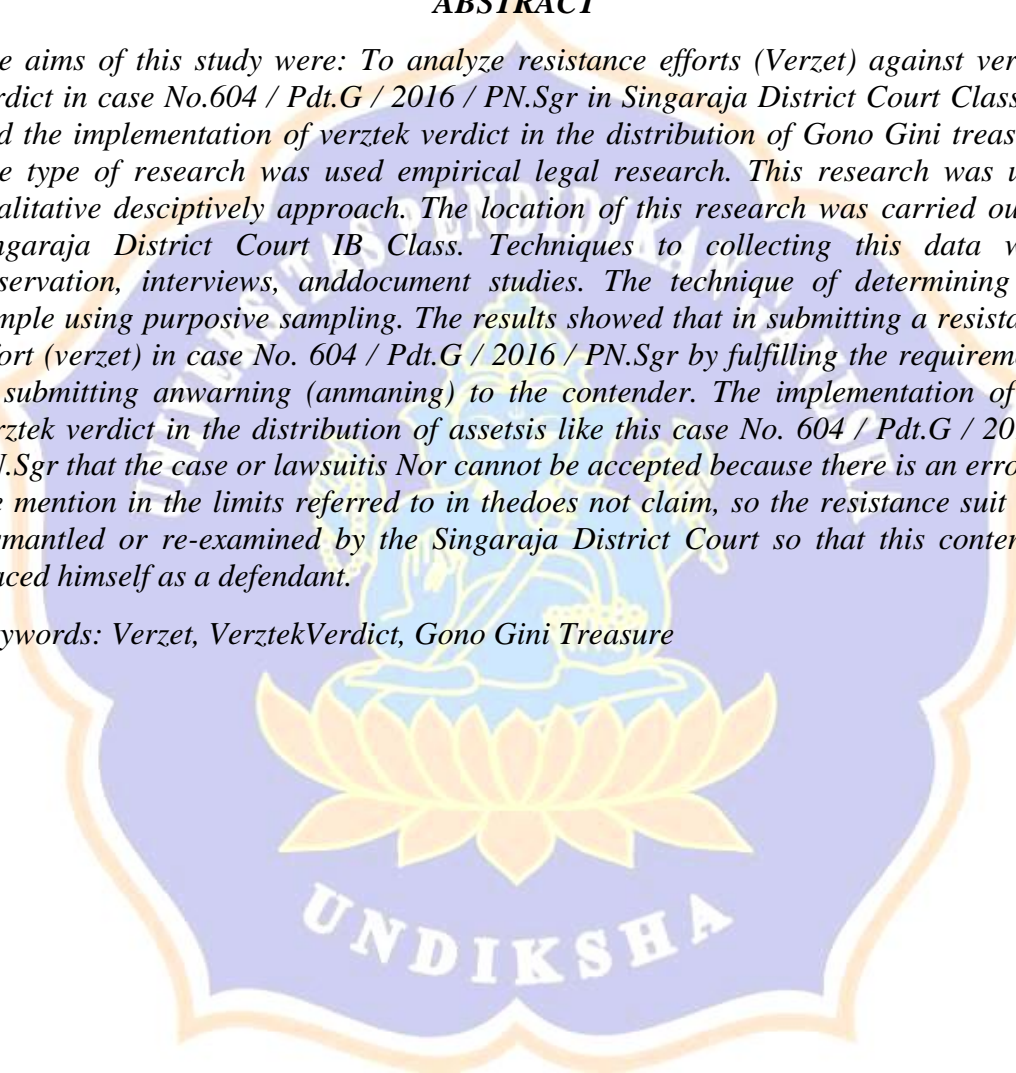 ABSTRACT
e aims of this study were: To analyze resistance efforts (Verzet) against ver
rdict in case No.604 / Pdt.G / 2016 / PN.Sgr in Singaraja District Court Class
d the implementation of verztek verdict in the distribution of Gono Gini treas
e type of research was used empirical legal research. This research was u
alitative desciptively approach. The location of this research was carried ou
ngaraja District Court IB Class. Techniques to collecting this data w
servation, interviews, anddocument studies. The technique of determining
mple using purposive sampling. The results showed that in submitting a resista
fort (verzet) in case No. 604 / Pdt.G / 2016 / PN.Sgr by fulfilling the requireme
submitting anwarning (anmaning) to the contender. The implementation of
rztek verdict in the distribution of assetsis like this case No. 604 / Pdt.G / 20
N.Sgr that the case or lawsuitis Nor cannot be accepted because there is an erro
e mention in the limits referred to in thedoes not claim, so the resistance suit
smantled or re-examined by the Singaraja District Court so that this conten
aced himself as a defendant.
ywords: Verzet, VerztekVerdict, Gono Gini Treasure
UNIVERSITAS PENDIDIKAN
UNDIKSHA